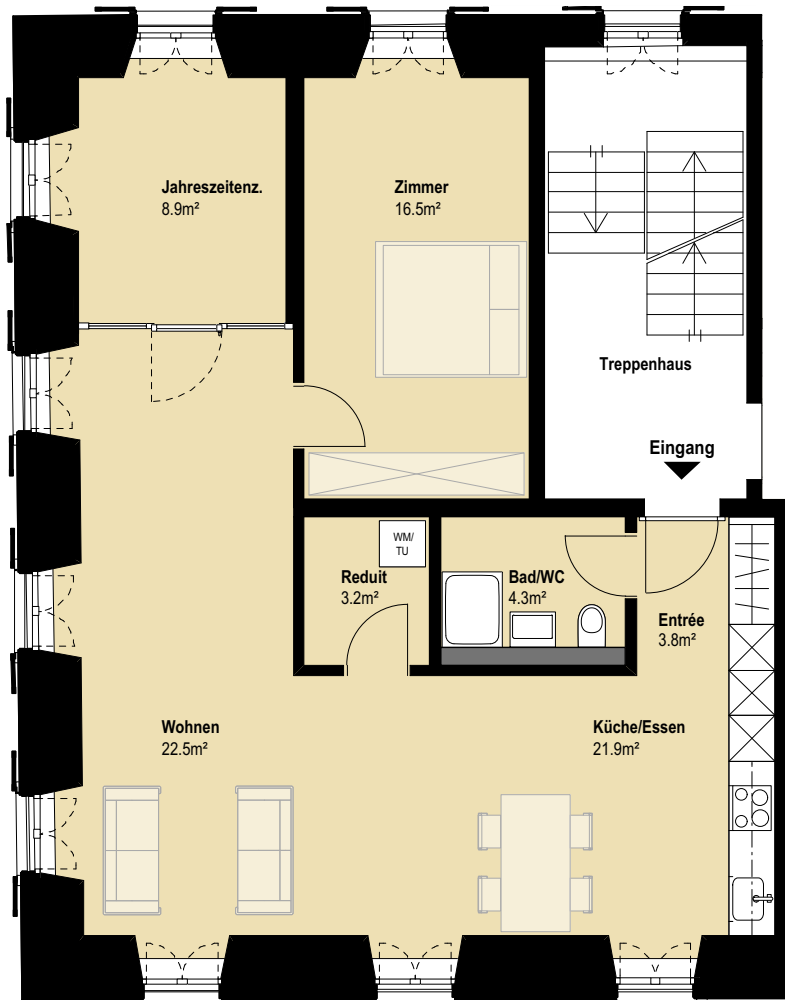 Jahreszeitenz.
8.9m²
Zimmer
16.5m²
Treppenhaus
Eingang
WM/
TU
Reduit
3.2m²
Bad/WC
4.3m²
Entrée
3.8m²
Wohnen
22.5m²
Küche/Essen
21.9m²